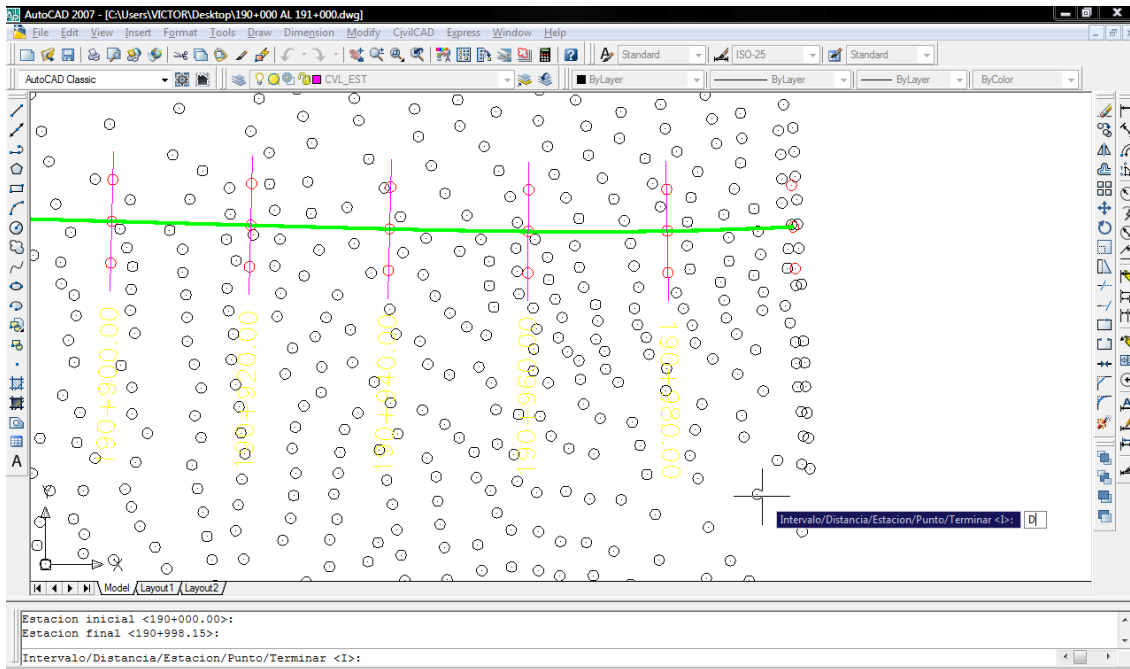 AutoCAD 2007 - [C:\Users\VICTOR\Desktop\190+000 AL 191+000.dwg]
File Edit View Insert Format Tools Draw Dimension Modify CivilCAD Express Window Help
Standard ISO-25 Standard
AutoCAD Classic CVL_EST ByLayer ByLayer ByLayer ByColor
190+900.00
190+920.00
190+940.00
190+960.00
190+980.00
Intervalo/Distancia/Estacion/Punto/Terminar <I>: D
Y
X
Model Layout1 Layout2
Estacion inicial <190+000.00>:
Estacion final <190+998.15>:
Intervalo/Distancia/Estacion/Punto/Terminar <I>: